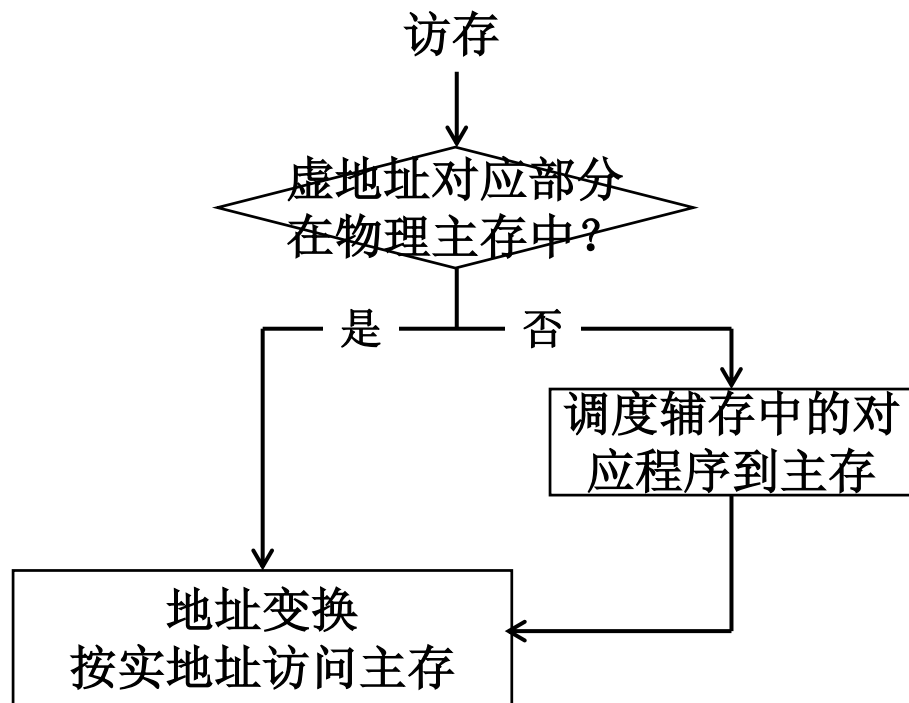 访存
虚地址对应部分
在物理主存中？
是
否
调度辅存中的对
应程序到主存
地址变换
按实地址访问主存